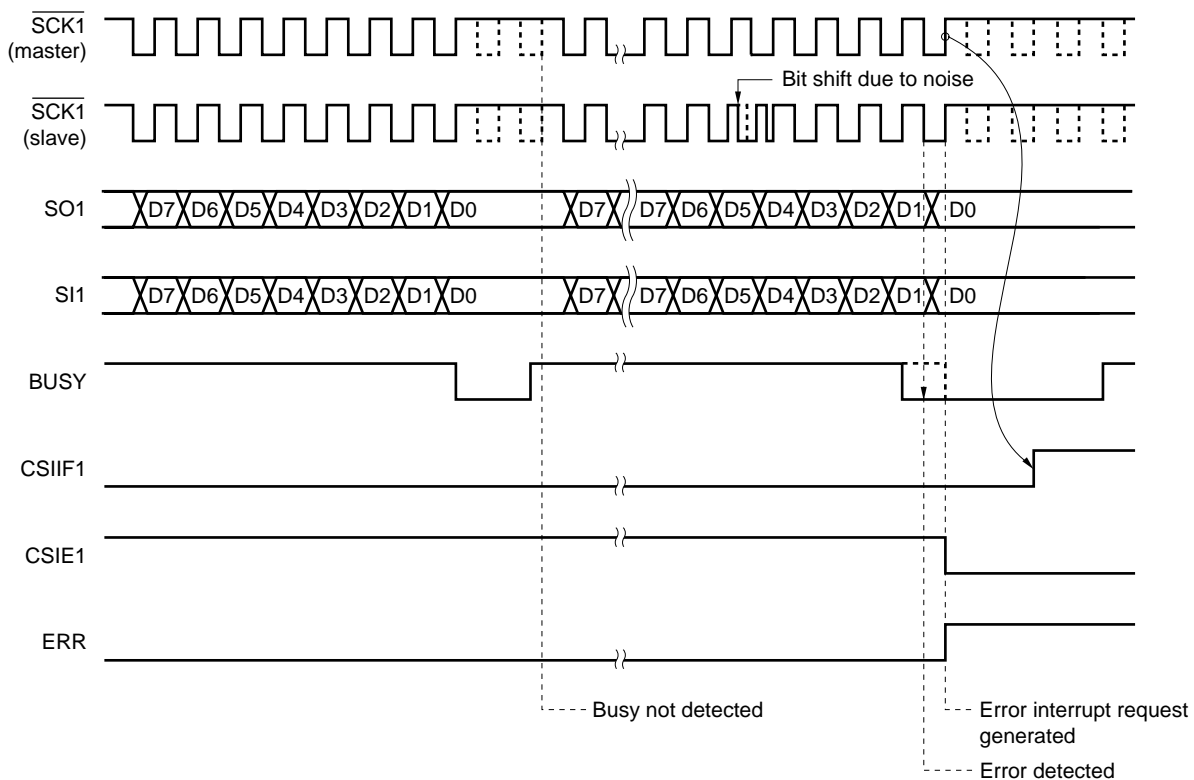 SCK1
(master)
Bit shift due to noise
SCK1
(slave)
SO1
D7 D6 D5 D4 D3 D2 D1 D0 D7 D7 D6 D5 D4 D3 D2 D1 D0
SI1
D7 D6 D5 D4 D3 D2 D1 D0 D7 D7 D6 D5 D4 D3 D2 D1 D0
BUSY
CSIIF1
CSIE1
ERR
Busy not detected
Error interrupt request
generated
Error detected